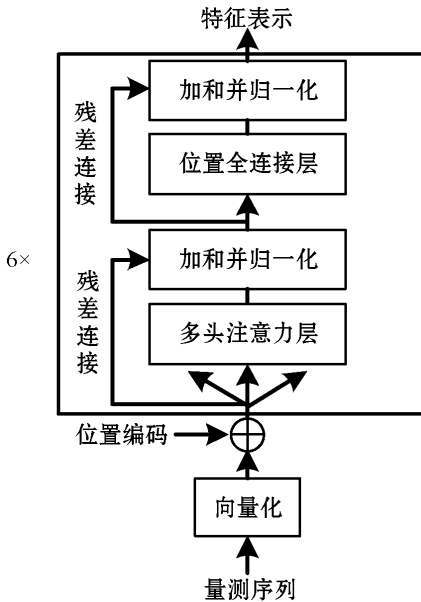 特征表示
加和并归一化
残差连接
位置全连接层
6×
加和并归一化
残差连接
多头注意力层
位置编码
向量化
量测序列